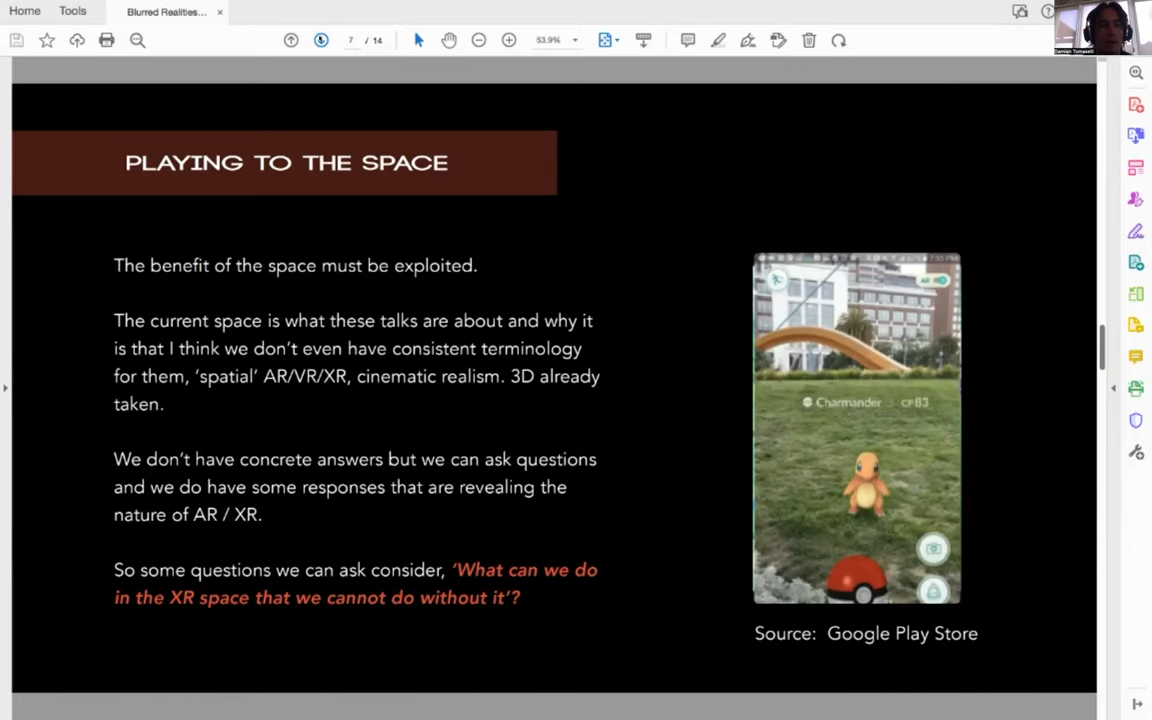 Home
Tools
Blurred Realities...
×
7 / 14
53.9%
Damian Tomaselli
PLAYING TO THE SPACE
The benefit of the space must be exploited.
The current space is what these talks are about and why it
is that I think we don't even have consistent terminology
for them, 'spatial' AR/VR/XR, cinematic realism. 3D already
taken.
We don't have concrete answers but we can ask questions
and we do have some responses that are revealing the
nature of AR / XR.
So some questions we can ask consider, 'What can we do
in the XR space that we cannot do without it'?
Charmander CP83
Source: Google Play Store